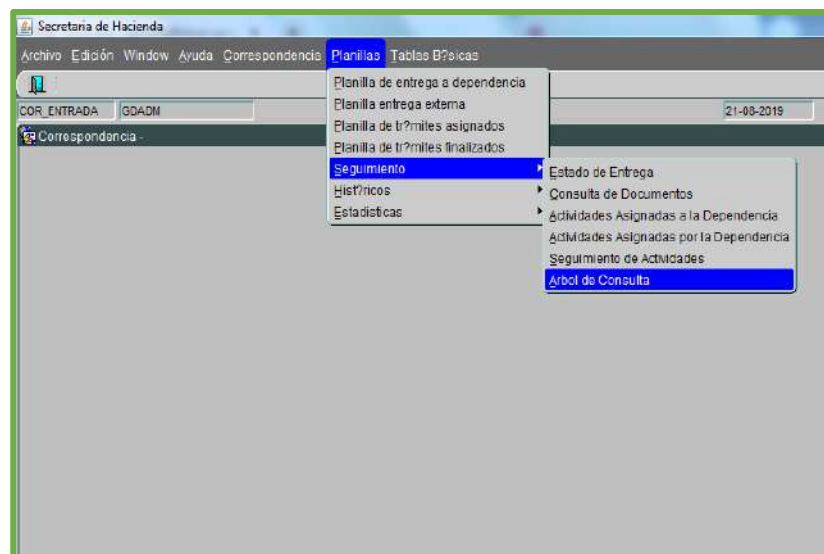 Secretaria de Hacienda
Archivo Edición Window Ayuda Correspondencia Planillas Tablas B?sicas
COR_ENTRADA GDADM 21-08-2019
Correspondencia -
Planilla de entrega a dependencia
Planilla entrega externa
Planilla de tr?mites asignados
Planilla de tr?mites finalizados
Seguimiento
Hist?ricos
Estadisticas
Estado de Entrega
Consulta de Documentos
Actividades Asignadas a la Dependencia
Actividades Asignadas por la Dependencia
Seguimiento de Actividades
Arbol de Consulta